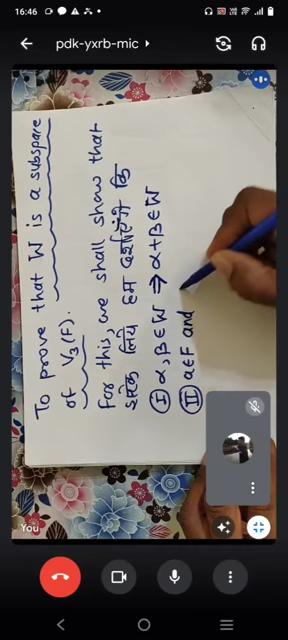 16:46
pdk-yxrb-mic
To prove that W is a subspace
of V₃(F).
For this, we shall show that
इसके लिये हम दर्शायेंगे कि
Ⓘ α, β ∈ W ⇒ α+β ∈ W
Ⓘⓘ a ∈ F and
You